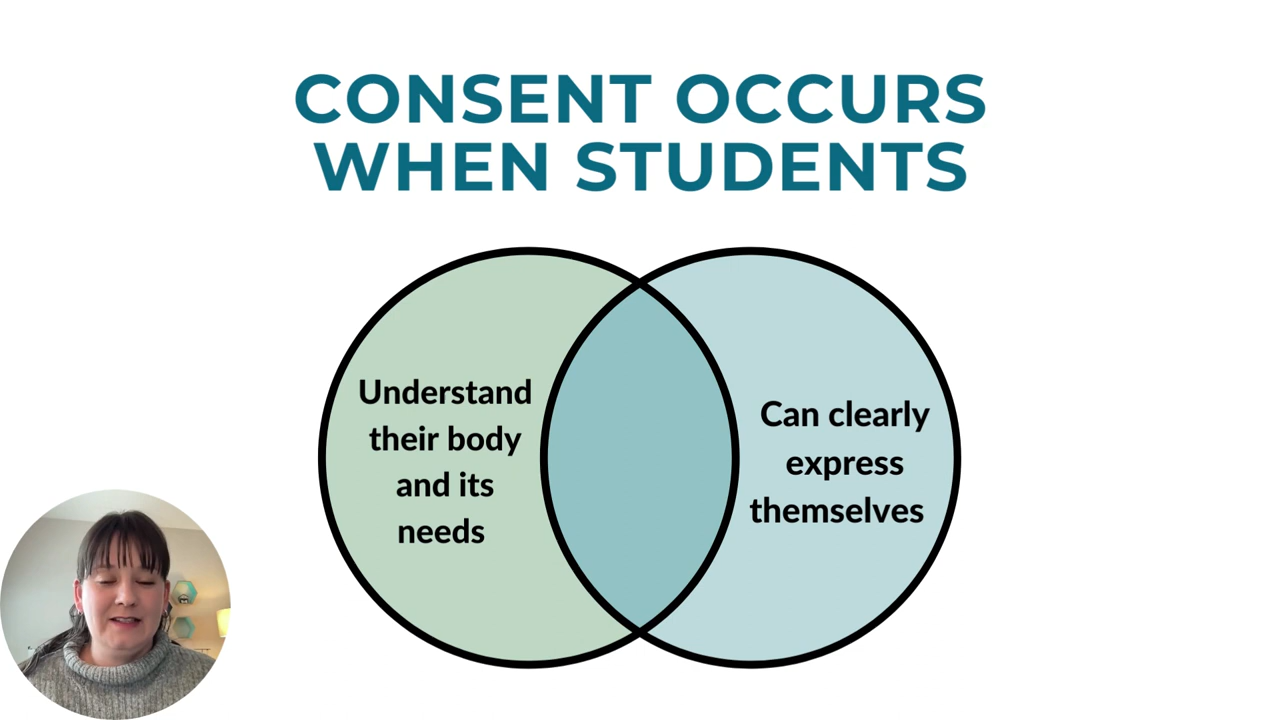 CONSENT OCCURS
WHEN STUDENTS
Understand
their body
and its
needs
Can clearly
express
themselves